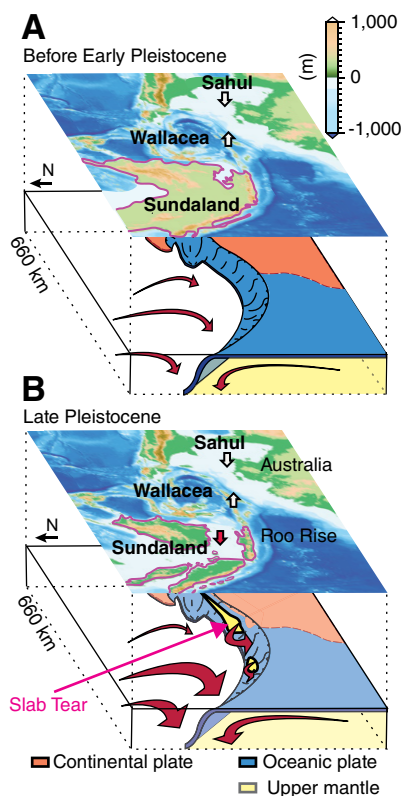 A
Before Early Pleistocene
1,000
0
-1,000
(m)
Sahul
Wallacea
N
Sundaland
660 km
B
Late Pleistocene
Sahul
Australia
Wallacea
N
Sundaland
Roo Rise
660 km
Slab Tear
Continental plate
Oceanic plate
Upper mantle